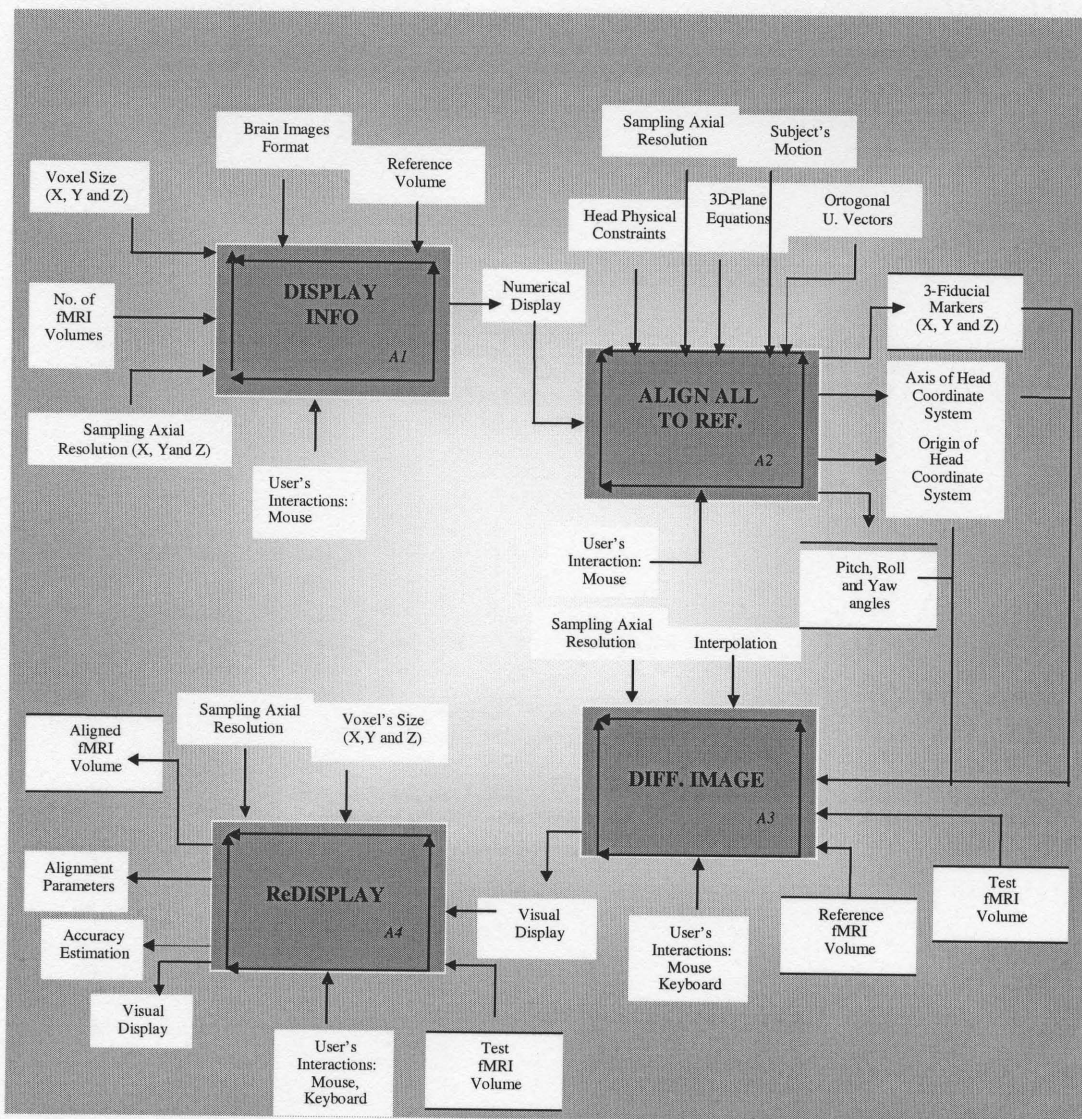 Brain Images
Format
Reference
Volume
Voxel Size
(X, Y and Z)
No. of
fMRI
Volumes
DISPLAY
INFO
A1
Sampling Axial
Resolution (X, Yand Z)
User's
Interactions:
Mouse
Numerical
Display
Sampling Axial
Resolution
Subject's
Motion
Head Physical
Constraints
3D-Plane
Equations
Ortogonal
U. Vectors
ALIGN ALL
TO REF.
A2
3-Fiducial
Markers
(X, Y and Z)
Axis of Head
Coordinate
System
Origin of
Head
Coordinate
System
User's
Interaction:
Mouse
Pitch, Roll
and Yaw
angles
Sampling Axial
Resolution
Interpolation
DIFF. IMAGE
A3
User's
Interactions:
Mouse
Keyboard
Reference
fMRI
Volume
Test
fMRI
Volume
Visual
Display
Sampling Axial
Resolution
Voxel's Size
(X,Y and Z)
Aligned
fMRI
Volume
ReDISPLAY
A4
Alignment
Parameters
Accuracy
Estimation
Visual
Display
User's
Interactions:
Mouse,
Keyboard
Test
fMRI
Volume